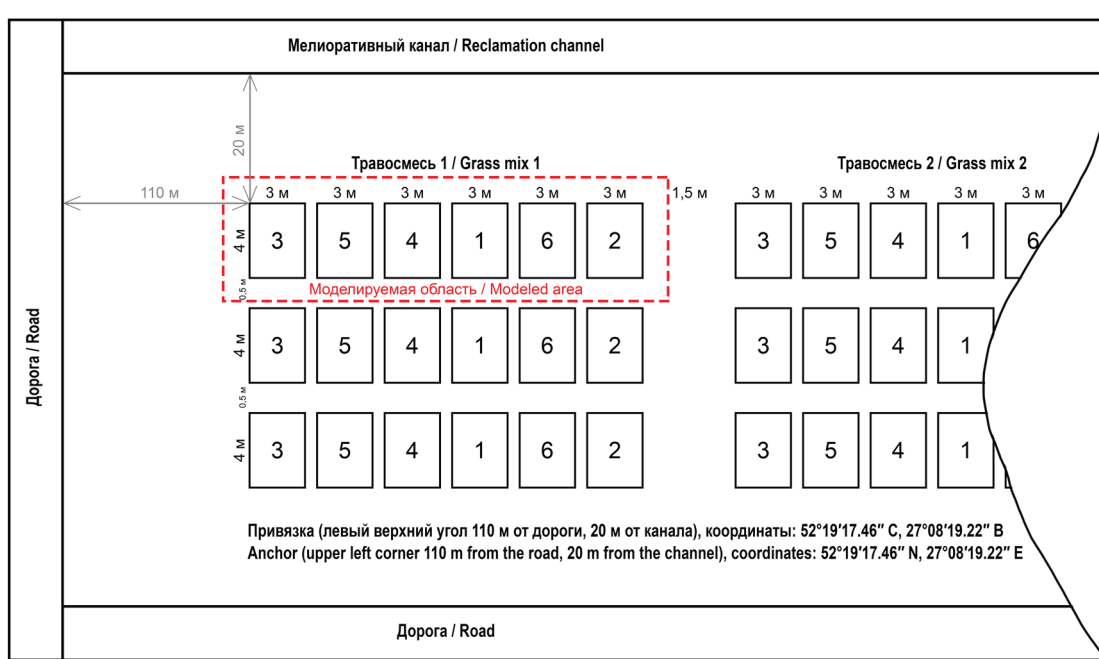 Мелиоративный канал / Reclamation channel
20 м
Травосмесь 1 / Grass mix 1
Травосмесь 2 / Grass mix 2
110 м
3 м 3 м 3 м 3 м 3 м 3 м 1,5 м 3 м 3 м 3 м 3 м 3 м
4 м 3 5 4 1 6 2 3 5 4 1 6
0,5 м
Моделируемая область / Modeled area
4 м 3 5 4 1 6 2 3 5 4 1
0,5 м
4 м 3 5 4 1 6 2 3 5 4 1
Дорога / Road
Привязка (левый верхний угол 110 м от дороги, 20 м от канала), координаты: 52°19′17.46″ С, 27°08′19.22″ В
Anchor (upper left corner 110 m from the road, 20 m from the channel), coordinates: 52°19′17.46″ N, 27°08′19.22″ E
Дорога / Road